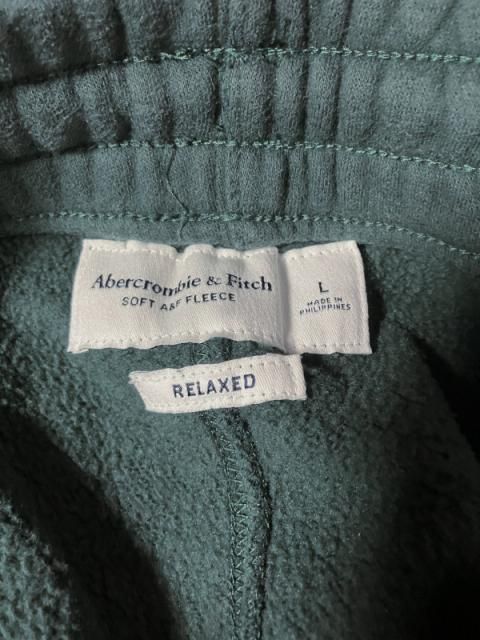 Abercrombie & Fitch
SOFT A&F FLEECE
L
MADE IN
PHILIPPINES
RELAXED